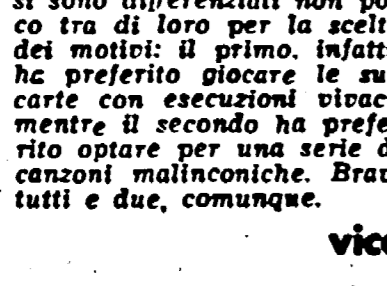 si sono differenziati non po
co tra di loro per la scelt
dei motivi: il primo, infatt
ha preferito giocare le su
carte con esecuzioni vivac
mentre il secondo ha prefe
rito optare per una serie d
canzoni malinconiche. Brav
tutti e due, comunque.
vice